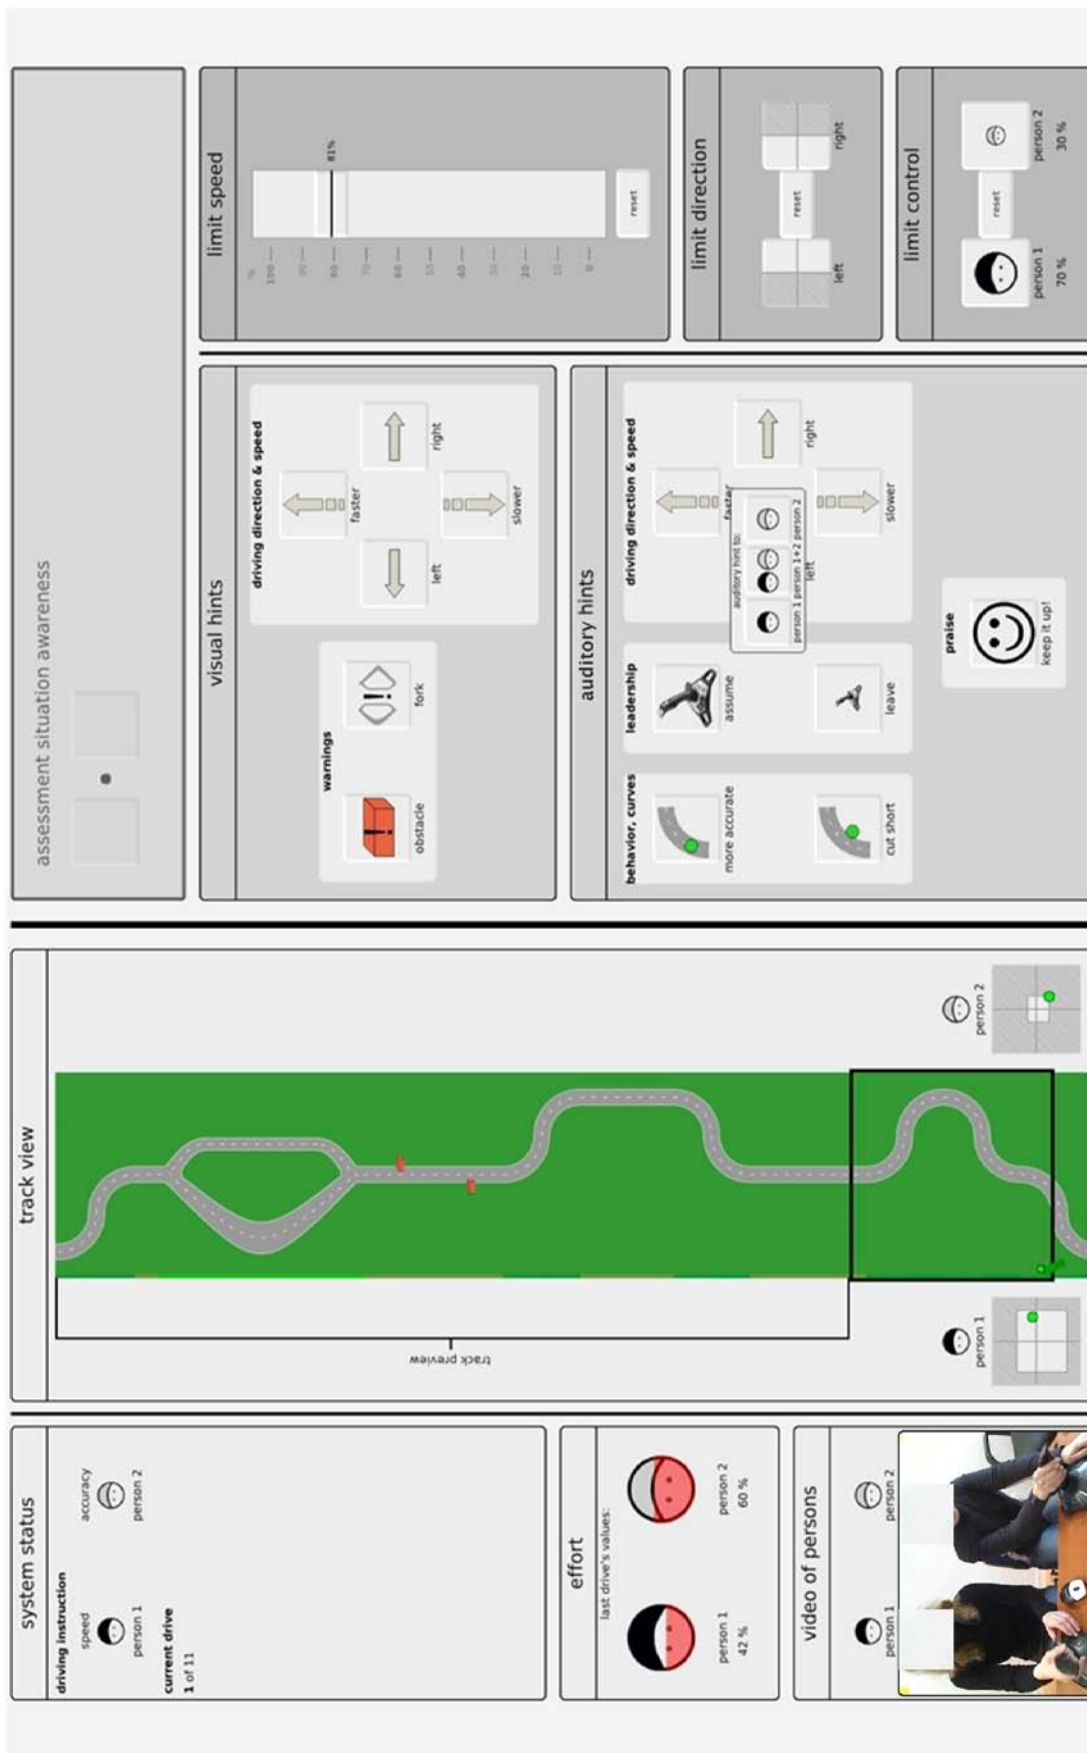 system status
driving instruction
speed
accuracy
person 1
person 2
current drive
1 of 11
effort
last drive's values:
person 1
person 2
42 %
60 %
video of persons
person 1
person 2
track view
track preview
person 1
person 2
assessment situation awareness
visual hints
warnings
obstacle
fork
driving direction & speed
faster
left
right
slower
auditory hints
behavior, curves
more accurate
cut short
leadership
assume
leave
driving direction & speed
faster
right
left
slower
auditory hint to:
person 1 person 1+2 person 2
praise
keep it up!
limit speed
%
100
90
80
70
60
50
40
30
20
10
0
81%
reset
limit direction
left
reset
right
limit control
reset
person 1
person 2
70 %
30 %